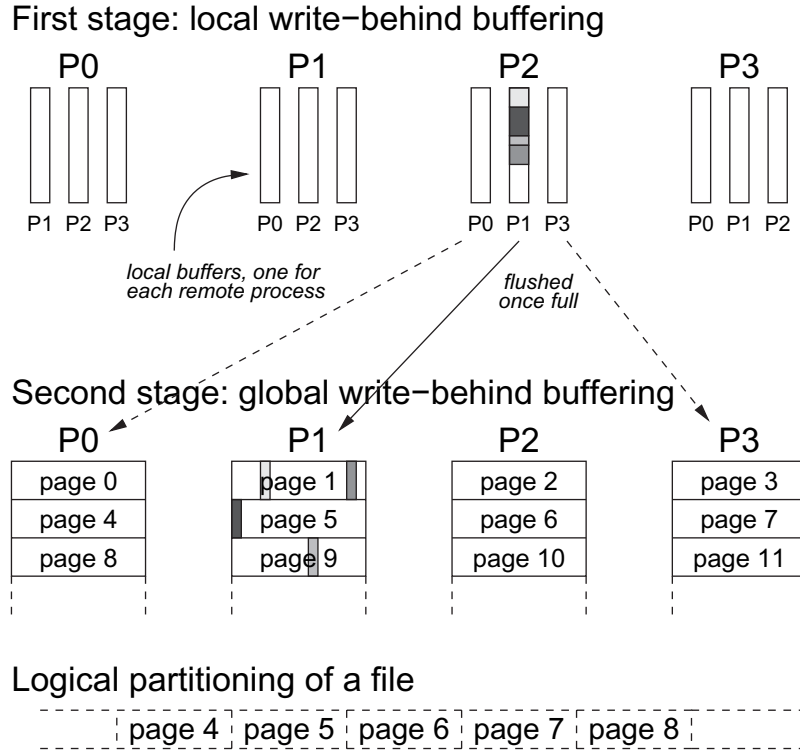 First stage: local write−behind buffering
P0 P1 P2 P3
P1 P2 P3 P0 P2 P3 P0 P1 P3 P0 P1 P2
local buffers, one for
each remote process
flushed
once full
Second stage: global write−behind buffering
P0 P1 P2 P3
page 0 page 1 page 2 page 3
page 4 page 5 page 6 page 7
page 8 page 9 page 10 page 11
Logical partitioning of a file
page 4 page 5 page 6 page 7 page 8